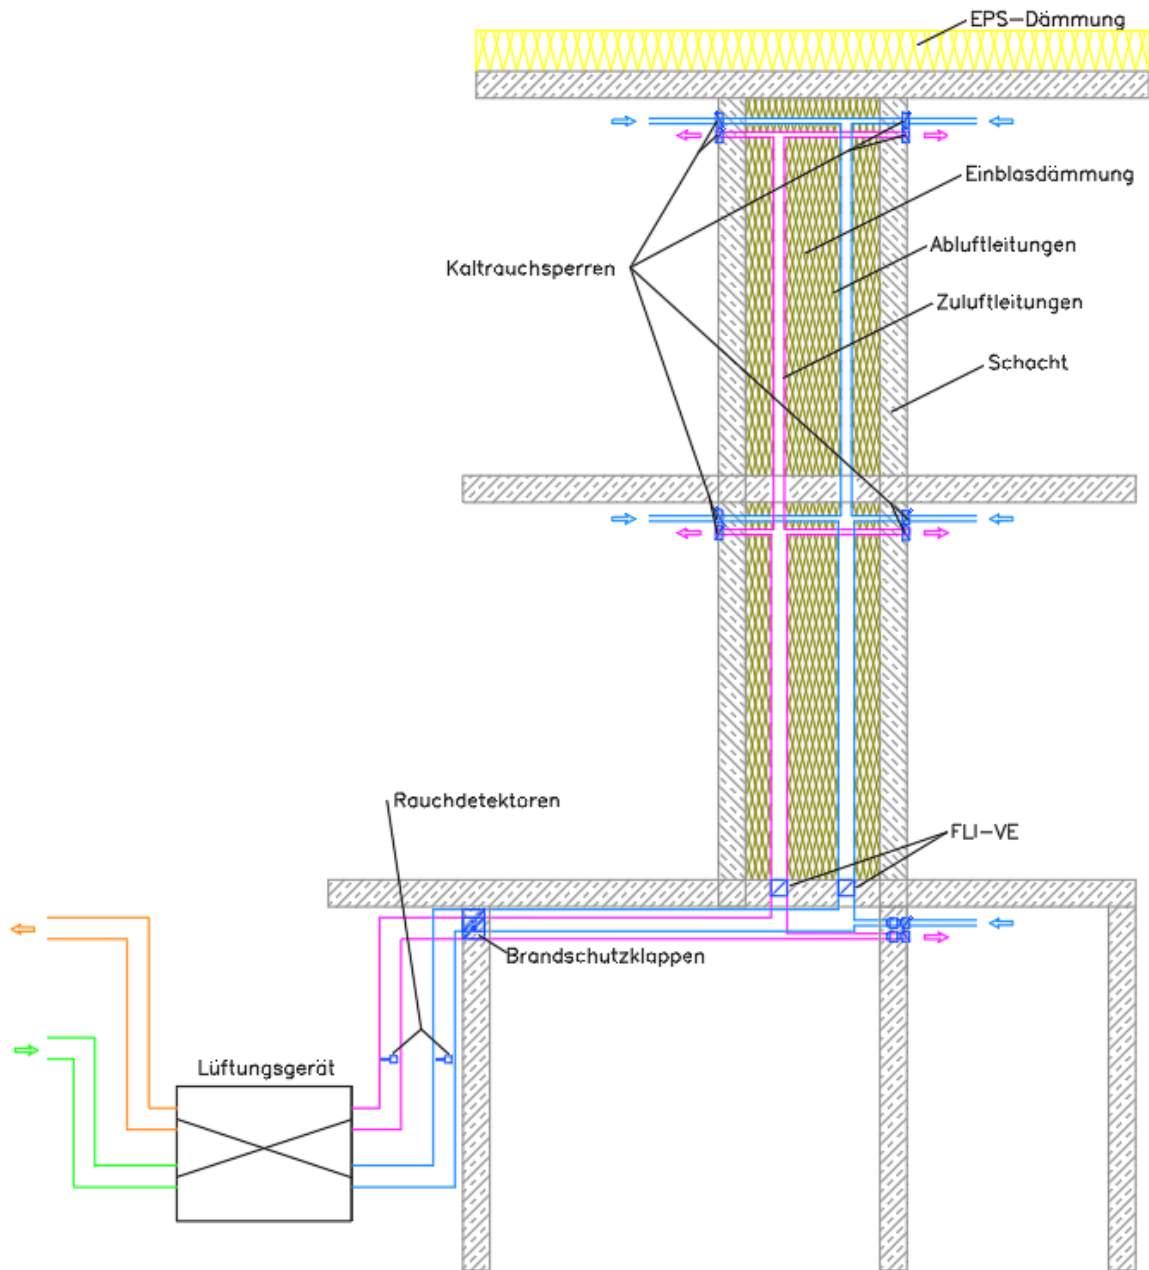 EPS-Dämmung
Einblasdämmung
Abluftleitungen
Kaltrauchsperren
Zuluftleitungen
Schacht
Rauchdetektoren
FLI-VE
Brandschutzklappen
Lüftungsgerät